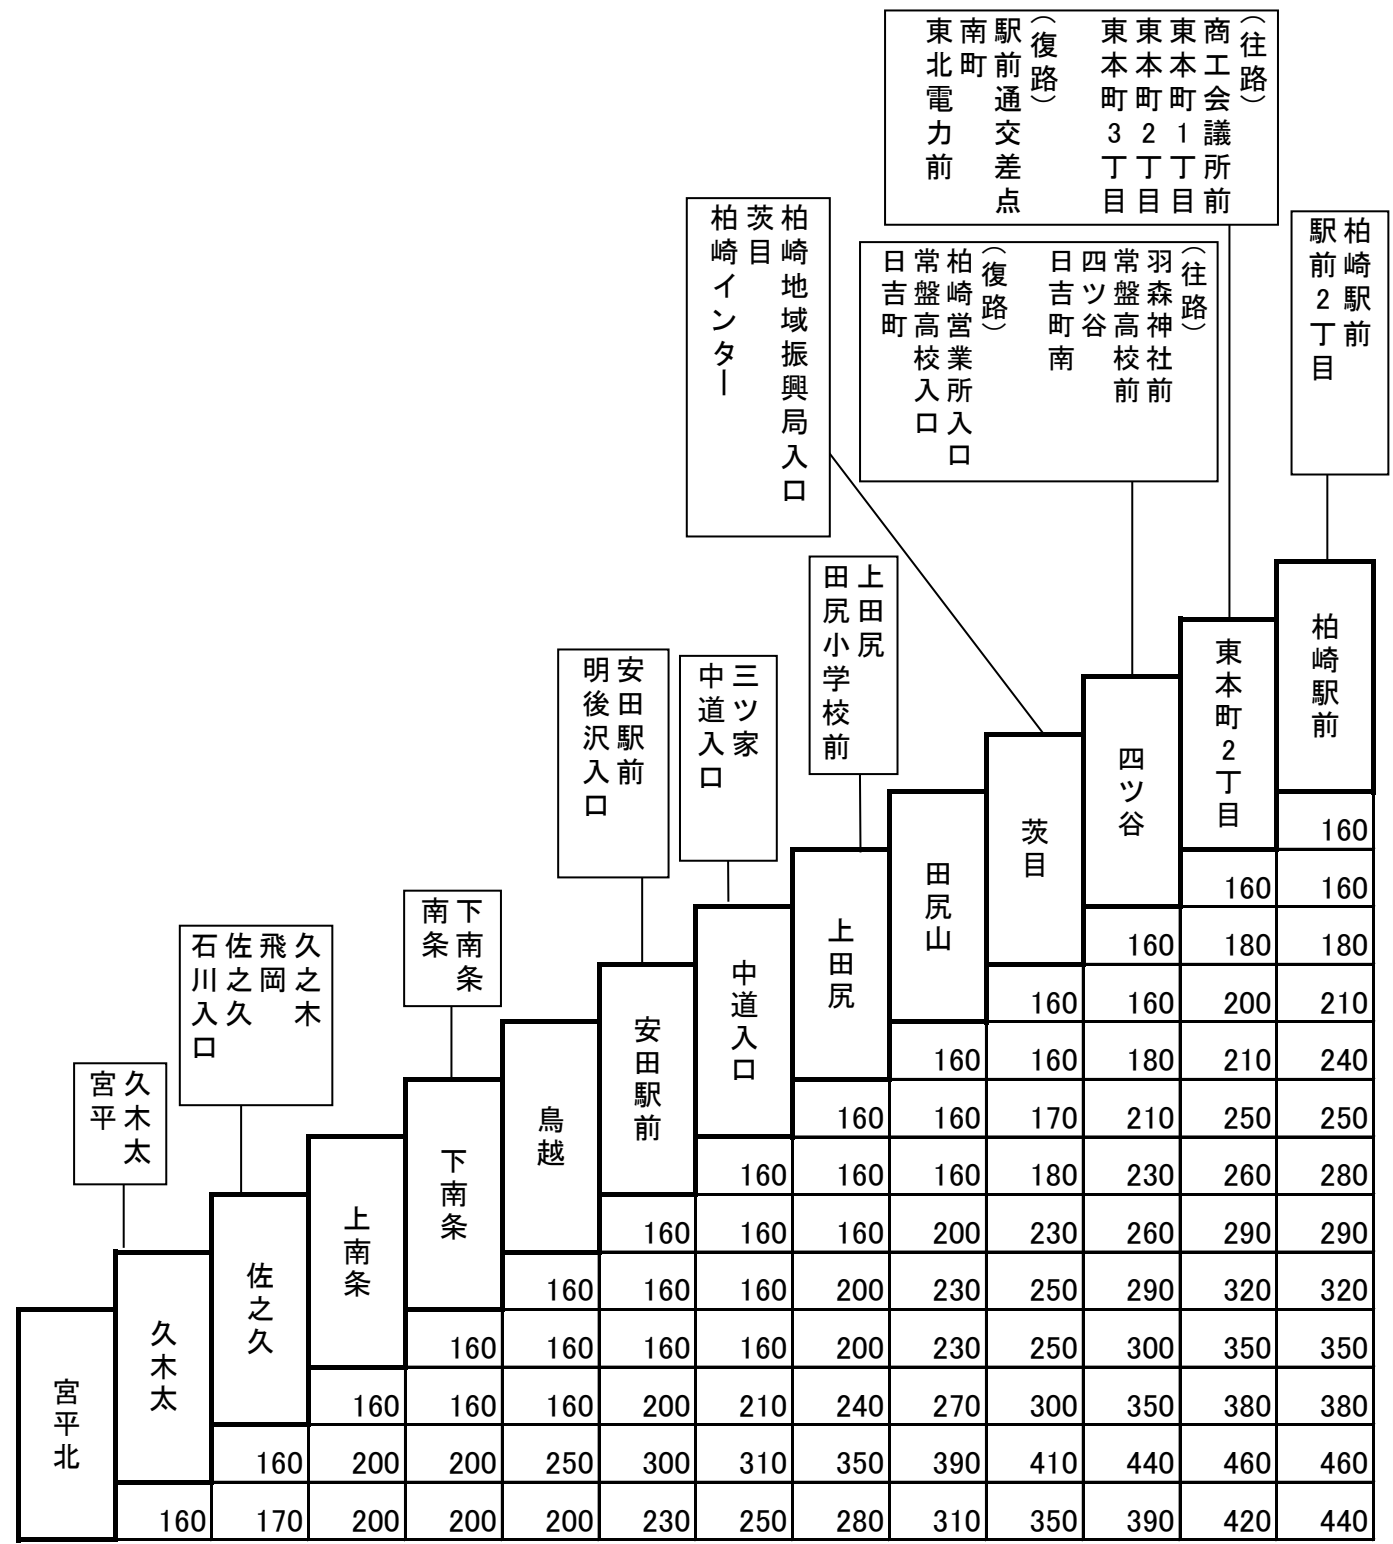 （往路）
商工会議所前
東本町１丁目
東本町２丁目
東本町３丁目
（復路）
駅前通交差点
南町
東北電力前
柏崎地域振興局入口
茨目
柏崎インター
柏崎駅前
駅前２丁目
（往路）
羽森神社前
常盤高校前
四ツ谷
日吉町南
（復路）
柏崎営業所入口
常盤高校入口
日吉町
上田尻
田尻小学校前
安田駅前
明後沢入口
三ツ家
中道入口
下南条
南条
久之木
飛岡
佐之久
石川入口
久木太
宮平
柏崎駅前
東本町２丁目
四ツ谷
茨目
田尻山
上田尻
中道入口
安田駅前
鳥越
下南条
上南条
佐之久
久木太
宮平北
160
160 160
160 180 180
160 160 200 210
160 160 180 210 240
160 160 170 210 250 250
160 160 160 180 230 260 280
160 160 160 200 230 260 290 290
160 160 160 200 230 250 290 320 320
160 160 160 160 200 230 250 300 350 350
160 160 160 200 210 240 270 300 350 380 380
160 200 200 250 300 310 350 390 410 440 460 460
160 170 200 200 200 230 250 280 310 350 390 420 440